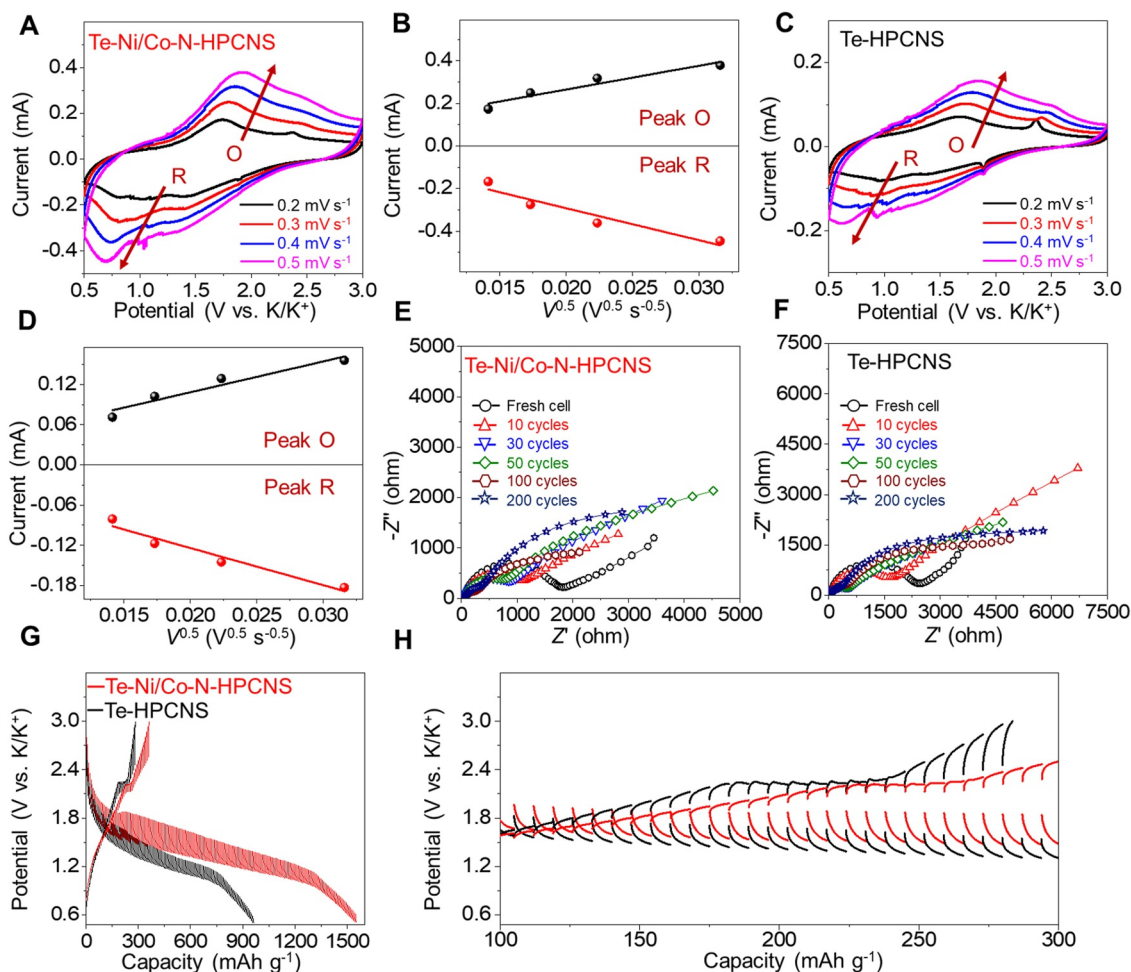 A
Te-Ni/Co-N-HPCNS
Current (mA)
0.4
0.2
0.0
-0.2
-0.4
O
R
0.2 mV s⁻¹
0.3 mV s⁻¹
0.4 mV s⁻¹
0.5 mV s⁻¹
0.5 1.0 1.5 2.0 2.5 3.0
Potential (V vs. K/K⁺)
B
Current (mA)
0.4
0.2
0.0
-0.2
-0.4
Peak O
Peak R
0.015 0.020 0.025 0.030
V⁰·⁵ (V⁰·⁵ s⁻⁰·⁵)
C
Te-HPCNS
Current (mA)
0.2
0.0
-0.2
O
R
0.2 mV s⁻¹
0.3 mV s⁻¹
0.4 mV s⁻¹
0.5 mV s⁻¹
0.5 1.0 1.5 2.0 2.5 3.0
Potential (V vs. K/K⁺)
D
Current (mA)
0.12
0.06
0.00
-0.06
-0.12
-0.18
Peak O
Peak R
0.015 0.020 0.025 0.030
V⁰·⁵ (V⁰·⁵ s⁻⁰·⁵)
E
Te-Ni/Co-N-HPCNS
-Z" (ohm)
5000
4000
3000
2000
1000
0
Fresh cell
10 cycles
30 cycles
50 cycles
100 cycles
200 cycles
0 1000 2000 3000 4000 5000
Z' (ohm)
F
Te-HPCNS
-Z" (ohm)
7500
6000
4500
3000
1500
0
Fresh cell
10 cycles
50 cycles
100 cycles
200 cycles
0 1500 3000 4500 6000 7500
Z' (ohm)
G
Te-Ni/Co-N-HPCNS
Te-HPCNS
Potential (V vs. K/K⁺)
3.0
2.4
1.8
1.2
0.6
0 300 600 900 1200 1500
Capacity (mAh g⁻¹)
H
Potential (V vs. K/K⁺)
3.0
2.4
1.8
1.2
0.6
100 150 200 250 300
Capacity (mAh g⁻¹)